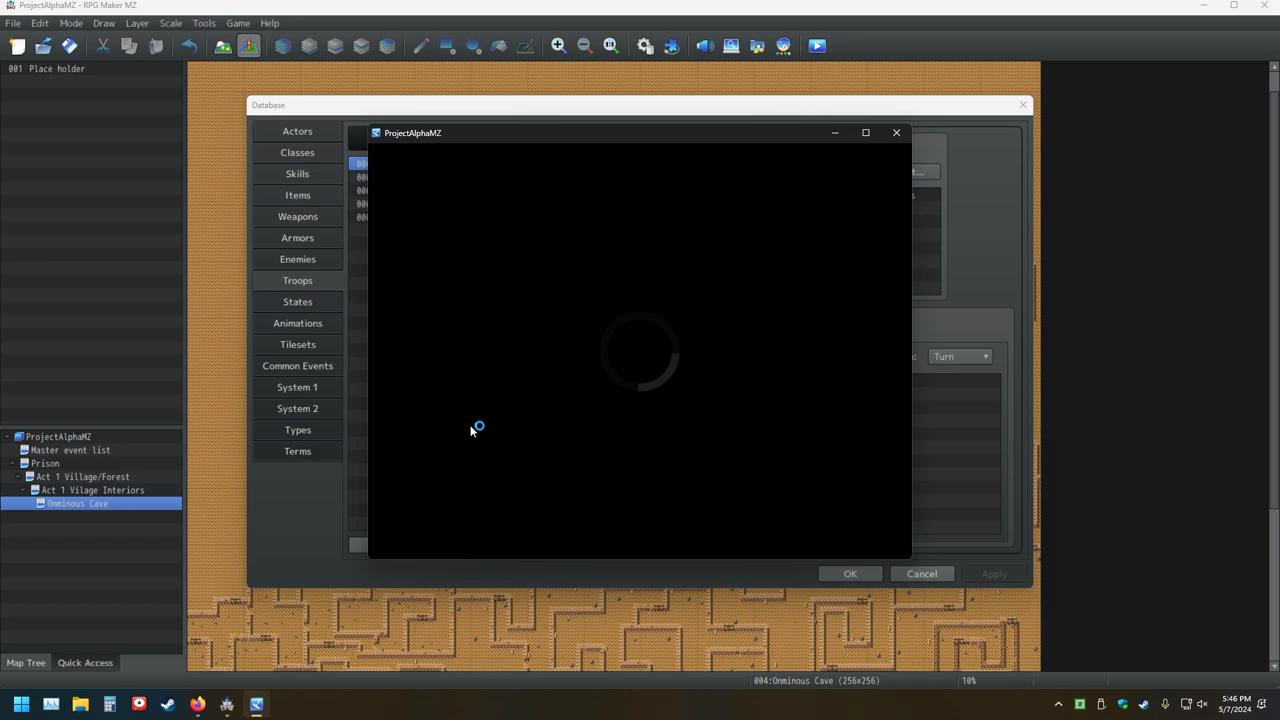 ProjectAlphaMZ - RPG Maker MZ
File Edit Mode Draw Layer Scale Tools Game Help
001 Place holder
Database
ProjectAlphaMZ
Actors
Classes
Skills
Items
Weapons
Armors
Enemies
Troops
States
Animations
Tilesets
Common Events
System 1
System 2
Types
Terms
Turn
OK Cancel Apply
ProjectAlphaMZ
Master event list
Prison
Act 1 Village/Forest
Act 1 Vilage Interiors
Onminous Cave
Map Tree Quick Access
004:Onminous Cave (256x256) 10%
5:46 PM
5/7/2024